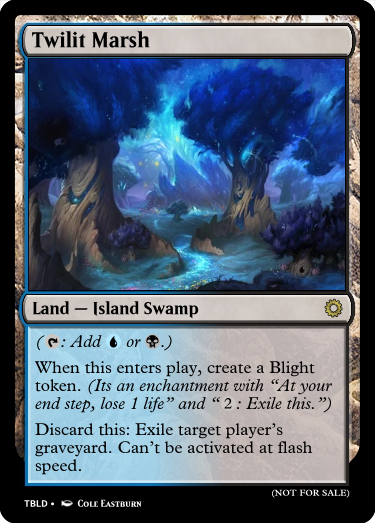 Twilit Marsh
Land — Island Swamp
( : Add or .)
When this enters play, create a Blight
token. (Its an enchantment with “At your
end step, lose 1 life” and “ 2 : Exile this.”)
Discard this: Exile target player's
graveyard. Can't be activated at flash
speed.
(NOT FOR SALE)
TBLD • Cole Eastburn